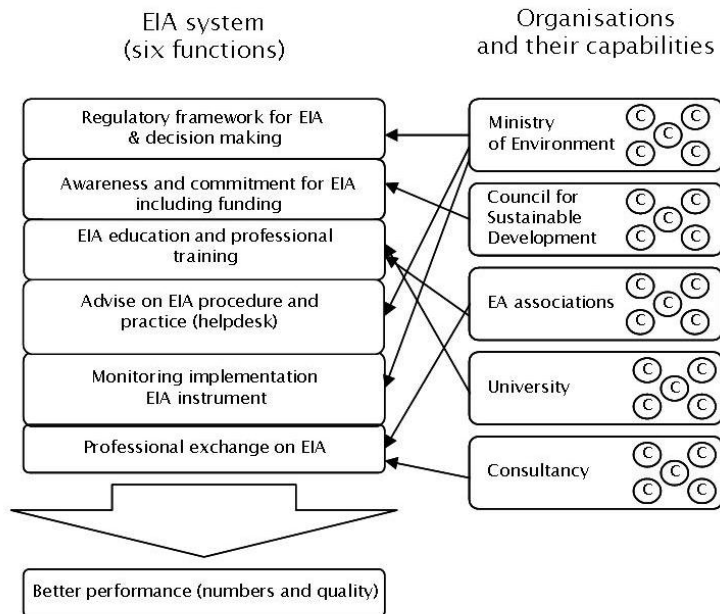 EIA system
(six functions)
Organisations
and their capabilities
Regulatory framework for EIA
& decision making
Awareness and commitment for EIA
including funding
EIA education and professional
training
Advise on EIA procedure and
practice (helpdesk)
Monitoring implementation
EIA instrument
Professional exchange on EIA
Better performance (numbers and quality)
Ministry
of Environment
C C C C C
Council for
Sustainable
Development
C C C C C
EA associations
C C C C C
University
C C C C C
Consultancy
C C C C C